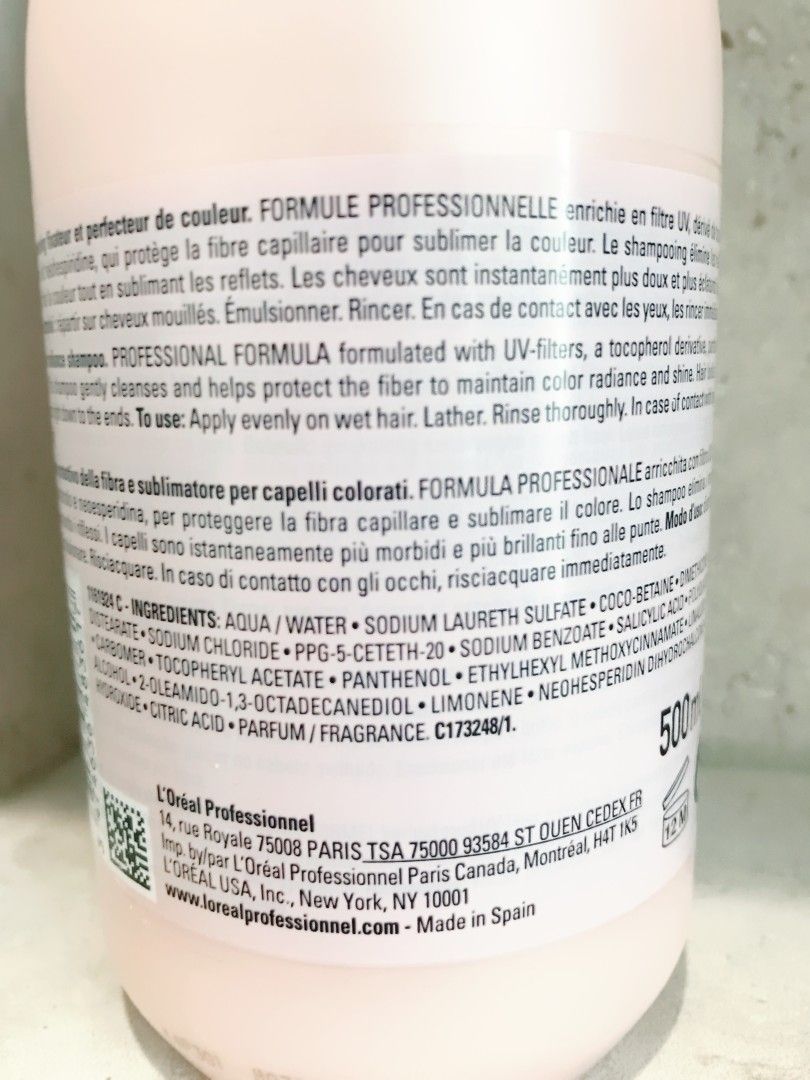 et perfecteur de couleur. FORMULE PROFESSIONNELLE enrichie en filtre UV,
qui protège la fibre capillaire pour sublimer la couleur. Le shampooing élimine
tout en sublimant les reflets. Les cheveux sont instantanément plus doux et plus
sur cheveux mouillés. Émulsionner. Rincer. En cas de contact avec les yeux, les rincer
shampoo. PROFESSIONAL FORMULA formulated with UV-filters, a tocopherol derivative,
gently cleanses and helps protect the fiber to maintain color radiance and shine. Hair
down to the ends. To use: Apply evenly on wet hair. Lather. Rinse thoroughly. In case of contact
della fibra e sublimatore per capelli colorati. FORMULA PROFESSIONALE arricchita con
e neoesperidina, per proteggere la fibra capillare e sublimare il colore. Lo shampoo elimina
riflessi. I capelli sono istantaneamente più morbidi e più brillanti fino alle punte. Modo d'uso:
Risciacquare. In caso di contatto con gli occhi, risciacquare immediatamente.
1161924 C - INGREDIENTS: AQUA / WATER • SODIUM LAURETH SULFATE • COCO-BETAINE •
DISTEARATE • SODIUM CHLORIDE • PPG-5-CETETH-20 • SODIUM BENZOATE • SALICYLIC ACID •
• CARBOMER • TOCOPHERYL ACETATE • PANTHENOL • ETHYLHEXYL METHOXYCINNAMATE •
ALCOHOL • 2-OLEAMIDO-1,3-OCTADECANEDIOL • LIMONENE • NEOHESPERIDIN
HYDROXIDE • CITRIC ACID • PARFUM / FRAGRANCE. C173248/1.
500
12 M
L'Oréal Professionnel
14, rue Royale 75008 PARIS TSA 75000 93584 ST OUEN CEDEX FR
Imp. by/par L'Oréal Professionnel Paris Canada, Montréal, H4T 1K5
L'ORÉAL USA, Inc., New York, NY 10001
www.lorealprofessionnel.com - Made in Spain